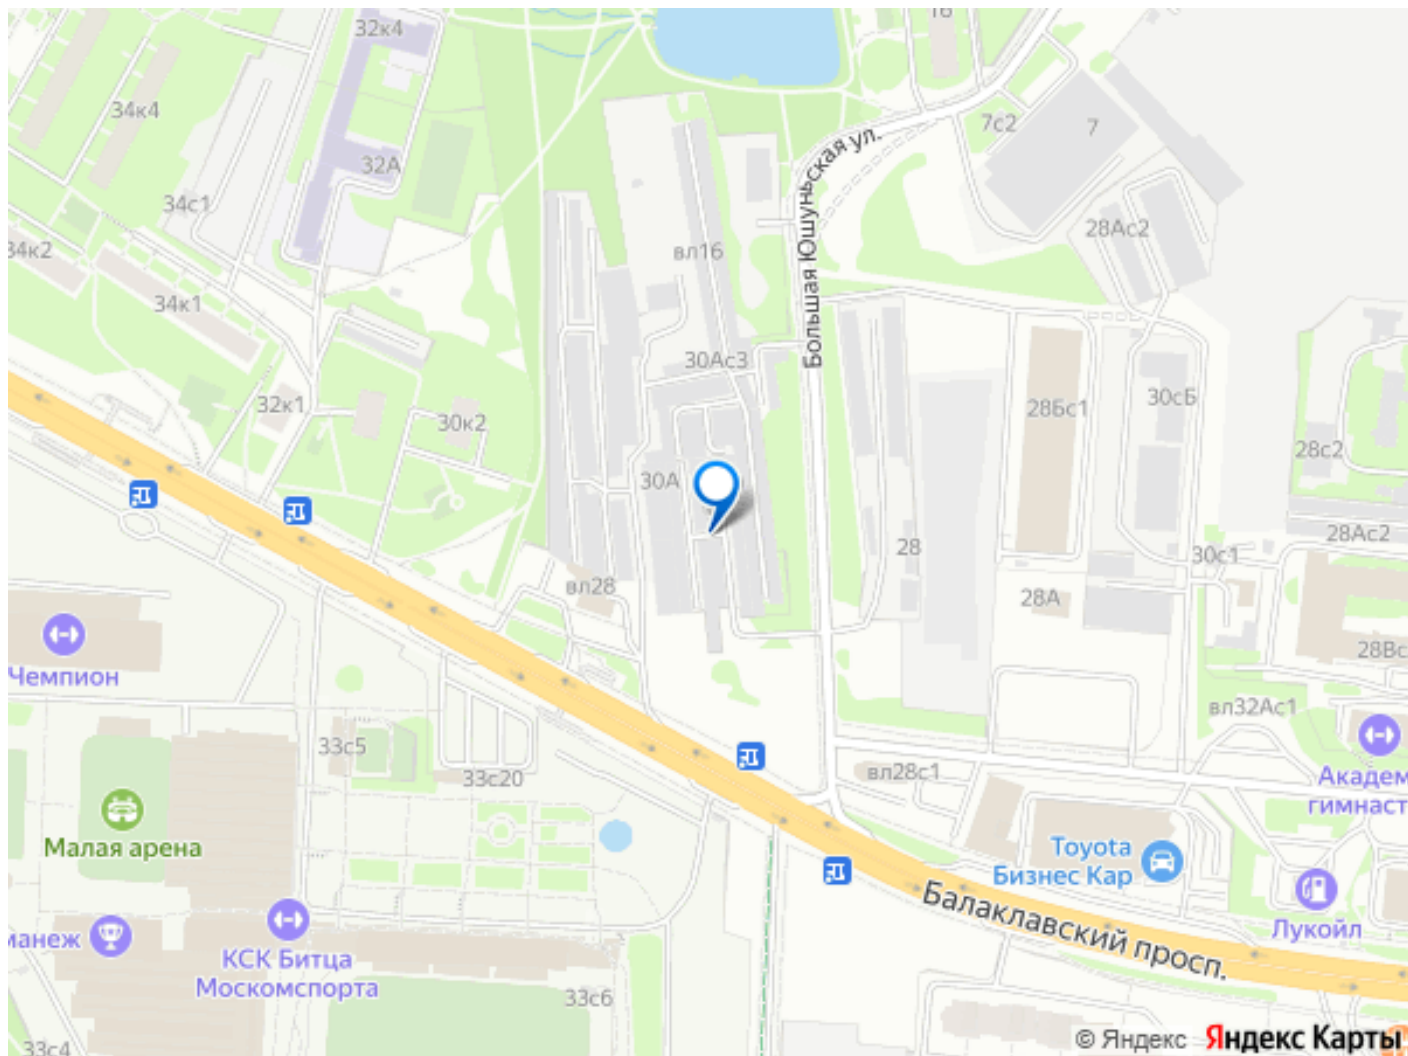 32к4
16
34к4
7с2
7
32А
34с1
Большая Юшуньская ул.
28Ас2
34к2
вл16
34к1
30Ас3
32к1
30к2
28Бс1
30сБ
28с2
30А
28Ас2
28
30с1
вл28
28А
Чемпион
28Вс
вл32Ас1
33с5
33с20
вл28с1
Академ
гимнаст
Малая арена
Toyota
Бизнес Кар
Балаклавский просп.
Лукойл
манеж
КСК Битца
Москомспорта
33с6
33с4
© Яндекс Яндекс Карты